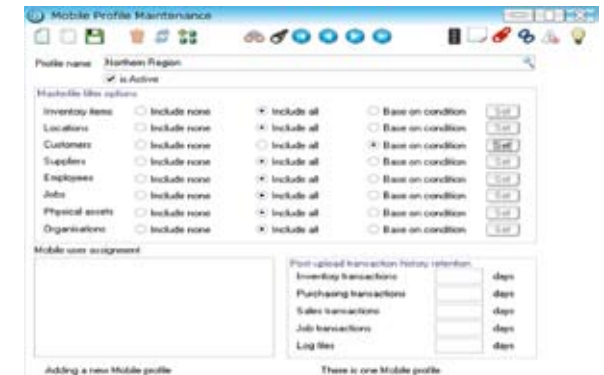 Mobile Profile Maintenance
Profile name Northern Region
is Active
Masterfile filter options
Inventory items Include none Include all Base on condition Set
Locations Include none Include all Base on condition Set
Customers Include none Include all Base on condition Set
Suppliers Include none Include all Base on condition Set
Employees Include none Include all Base on condition Set
Jobs Include none Include all Base on condition Set
Physical assets Include none Include all Base on condition Set
Organisations Include none Include all Base on condition Set
Mobile user assignment
Post-upload transaction history retention
Inventory transactions days
Purchasing transactions days
Sales transactions days
Job transactions days
Log files days
Adding a new Mobile profile There is one Mobile profile